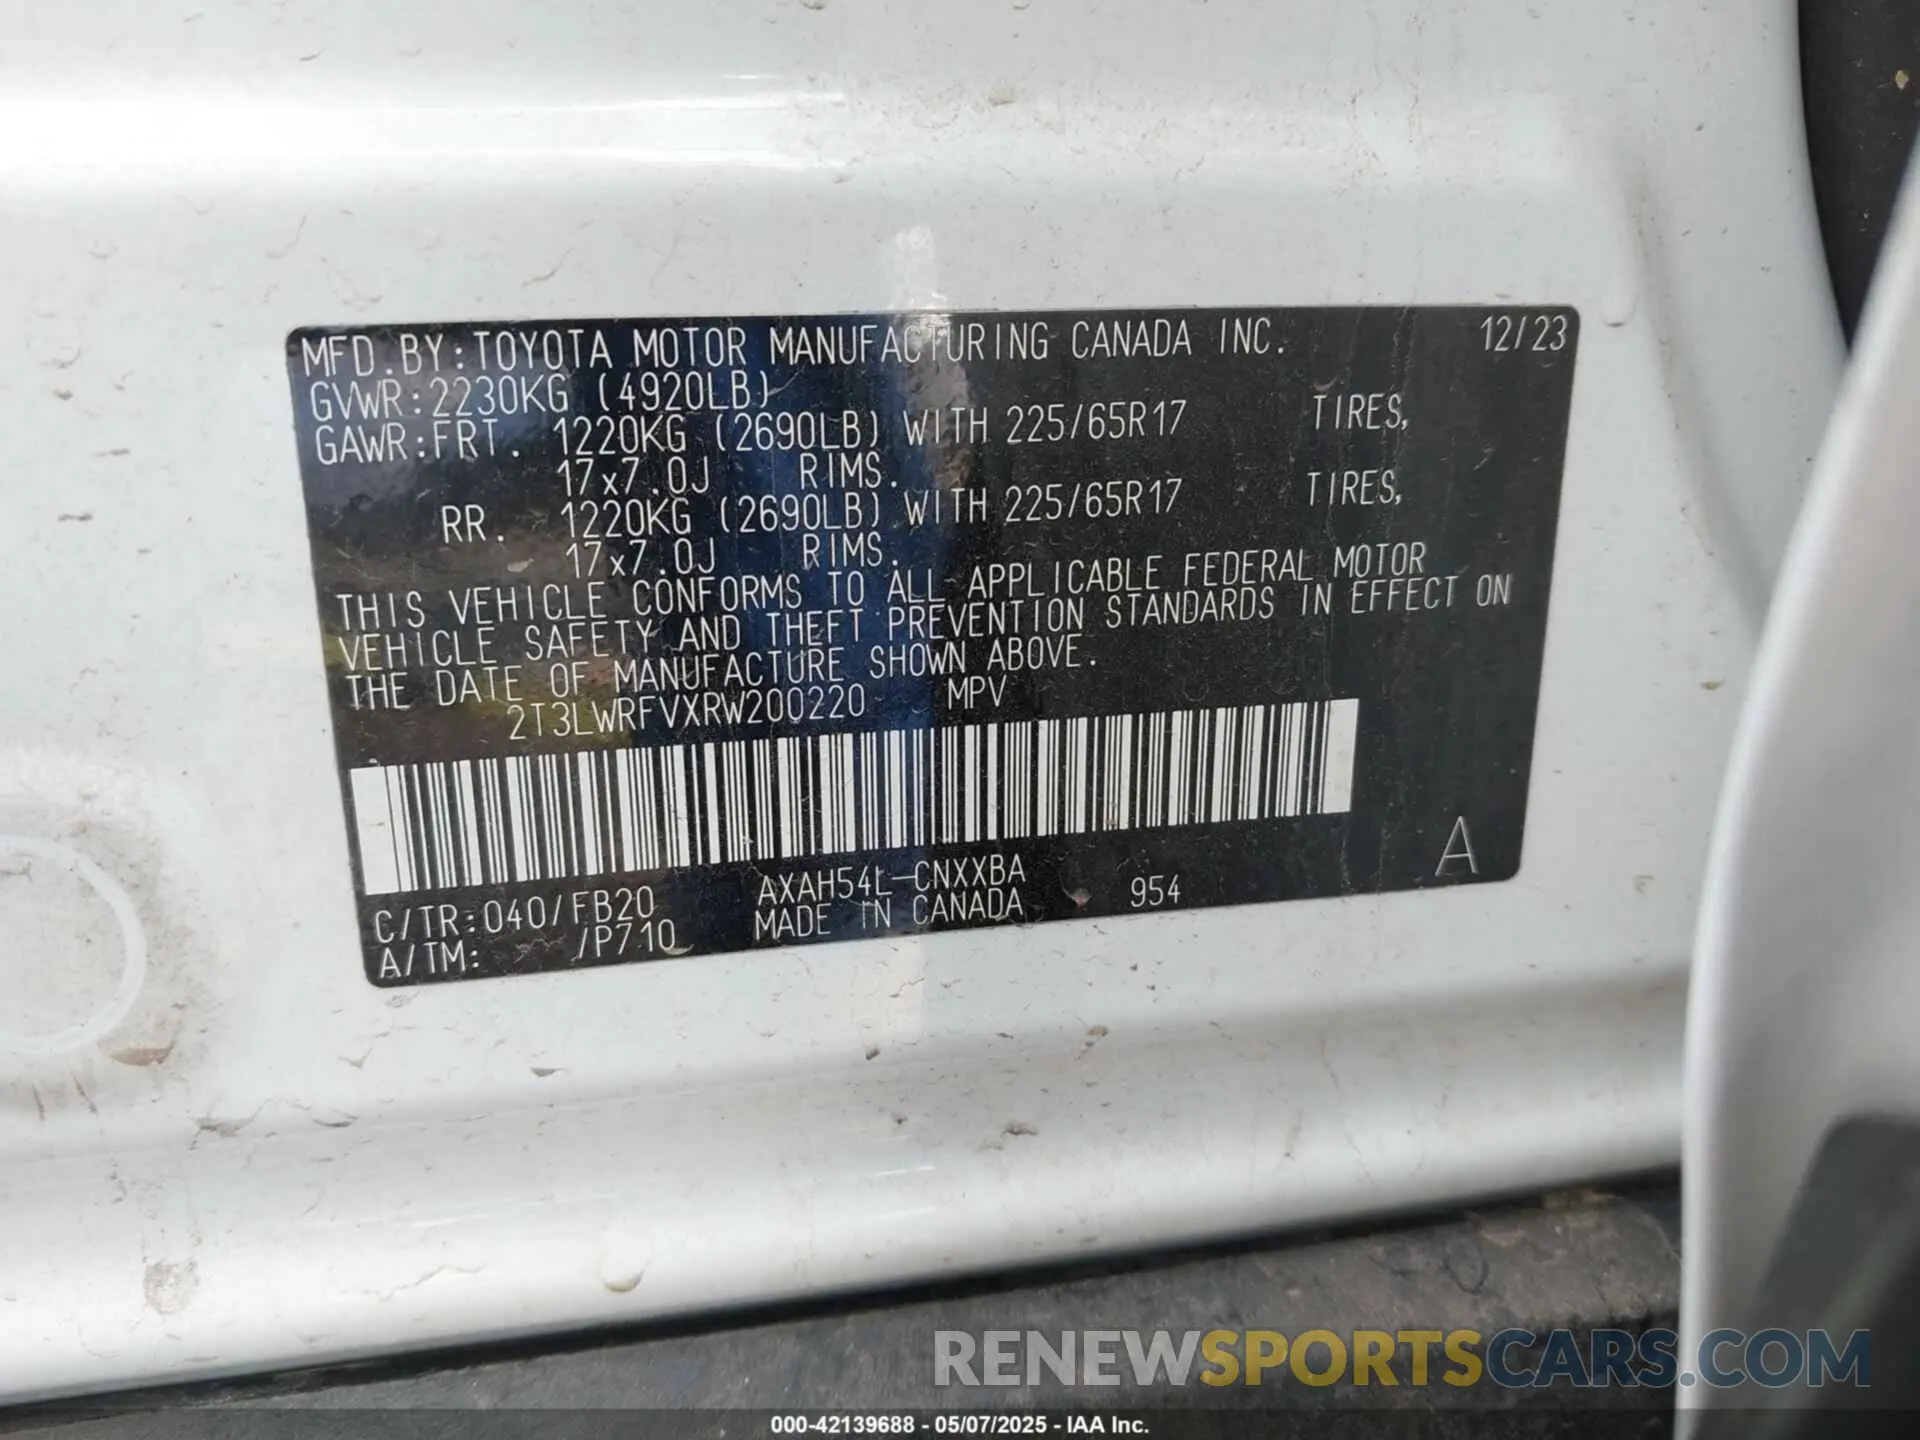 MFD.BY:TOYOTA MOTOR MANUFACTURING CANADA INC. 12/23
GVWR:2230KG (4920LB)
GAWR:FRT. 1220KG (2690LB) WITH 225/65R17 TIRES,
17x7.0J RIMS.
RR. 1220KG (2690LB) WITH 225/65R17 TIRES,
17x7.0J RIMS.
THIS VEHICLE CONFORMS TO ALL APPLICABLE FEDERAL MOTOR
VEHICLE SAFETY AND THEFT PREVENTION STANDARDS IN EFFECT ON
THE DATE OF MANUFACTURE SHOWN ABOVE.
2T3LWRFVXRW200220 MPV
C/TR:040/FB20 AXAH54L-CNXXBA 954 A
A/TM: /P710 MADE IN CANADA
RENEWSPORTSCARS.COM
000-42139688 - 05/07/2025 - IAA Inc.